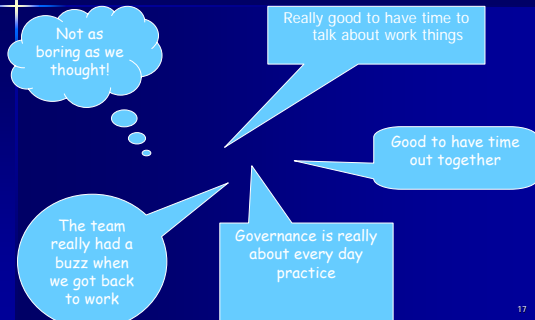 Not as
boring as we
thought!
Really good to have time to
talk about work things
Good to have time
out together
The team
really had a
buzz when
we got back
to work
Governance is really
about every day
practice
17